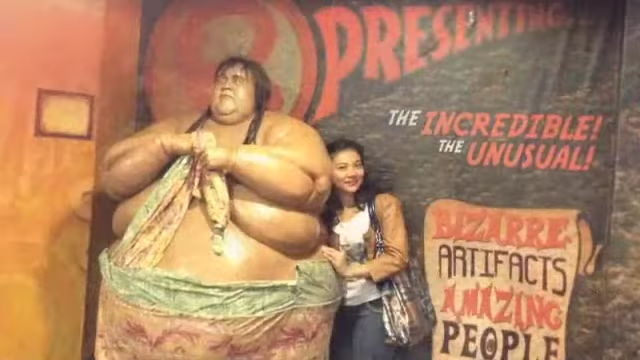 PRESENTING...
THE INCREDIBLE!
THE UNUSUAL!
BIZARRE
ARTIFACTS
AMAZING
PEOPLE